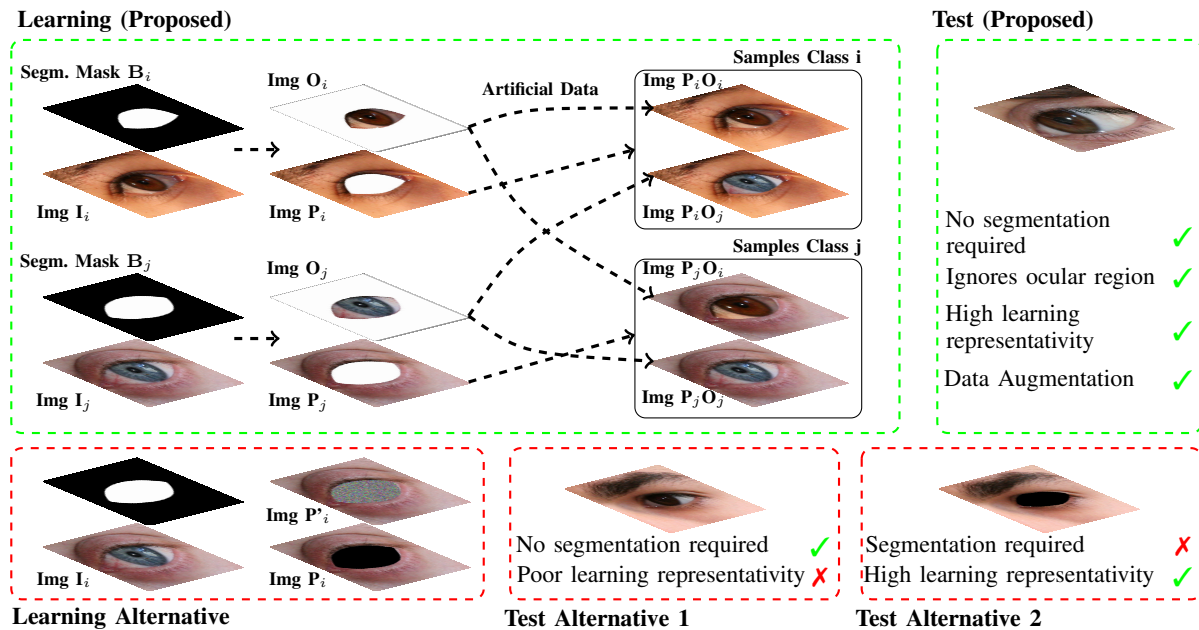 Learning (Proposed)
Test (Proposed)
Segm. Mask B_i
Img O_i
Artificial Data
Samples Class i
Img P_iO_i
Img I_i
Img P_i
Img P_iO_j
Segm. Mask B_j
Img O_j
Samples Class j
Img P_jO_i
Img I_j
Img P_j
Img P_jO_j
No segmentation
required ✓
Ignores ocular region ✓
High learning
representativity ✓
Data Augmentation ✓
Img P'_i
Img I_i
Img P_i
Learning Alternative
No segmentation required ✓
Poor learning representativity ✗
Test Alternative 1
Segmentation required ✗
High learning representativity ✓
Test Alternative 2